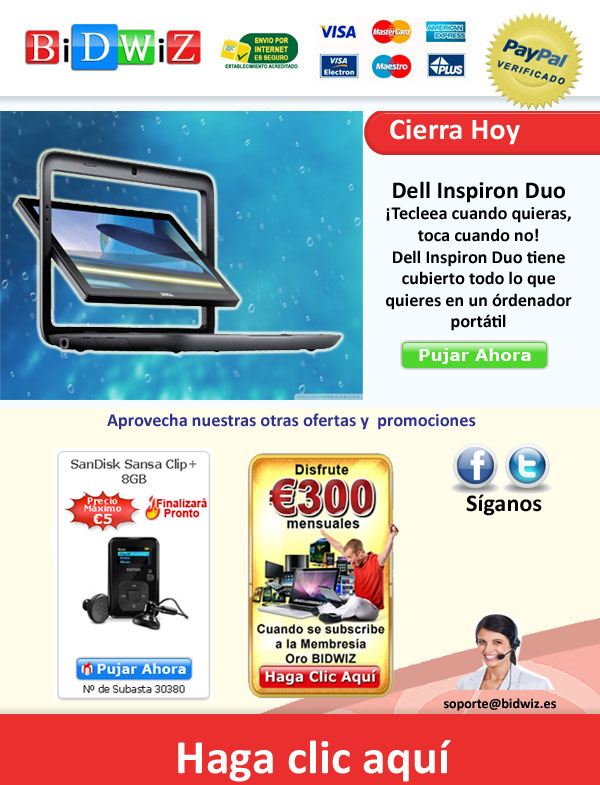 BiDWiZ
ENVIO POR
INTERNET
ES SEGURO
ESTABLECIMIENTO ACREDITADO
VISA
MasterCard
AMERICAN
EXPRESS
VISA
Electron
Maestro
PLUS
PayPal
VERIFICADO
Cierra Hoy
Dell Inspiron Duo
¡Tecleea cuando quieras,
toca cuando no!
Dell Inspiron Duo tiene
cubierto todo lo que
quieres en un órdenador
portátil
Pujar Ahora
DELL
Aprovecha nuestras otras ofertas y promociones
SanDisk Sansa Clip+
8GB
Precio
Máximo
€5
Finalizará
Pronto
Pujar Ahora
Nº de Subasta 30380
Disfrute
€300
mensuales
Cuando se subscribe
a la Membresía
Oro BIDWIZ
Haga Clic Aquí
Síganos
soporte@bidwiz.es
Haga clic aquí